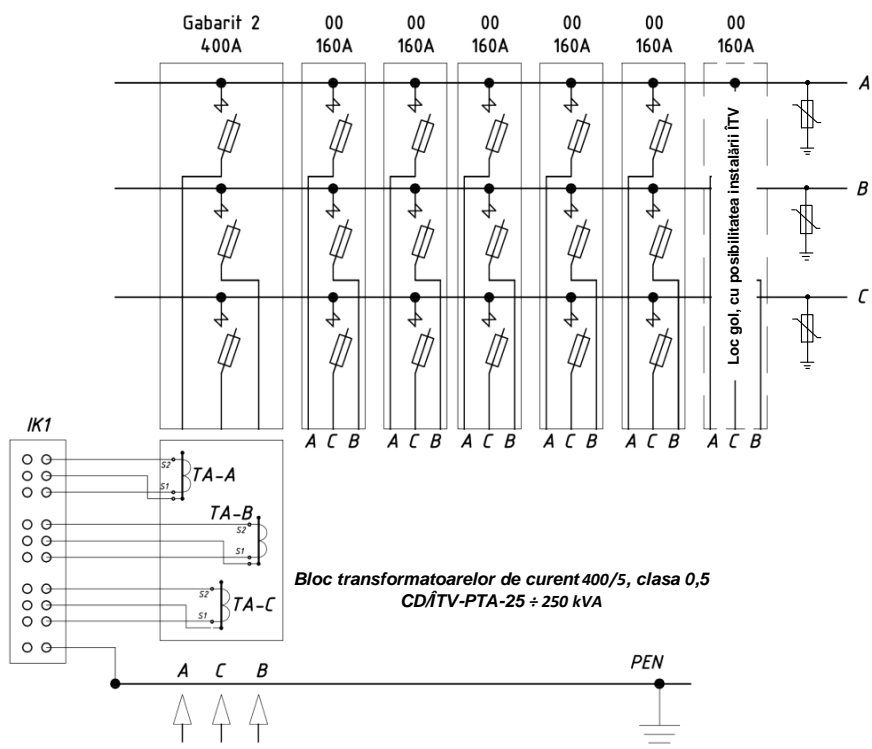 Gabarit 2 00 00 00 00 00 00
400A 160A 160A 160A 160A 160A 160A
A
B
C
Loc gol, cu posibilitatea instalării ÎTV
IK1
A C B A C B A C B A C B A C B A C B
S2
TA-A
S1
TA-B
S2
S1
S2
TA-C
S1
Bloc transformatoarelor de curent 400/5, clasa 0,5
CD/ÎTV-PTA-25 ÷ 250 kVA
A C B
PEN